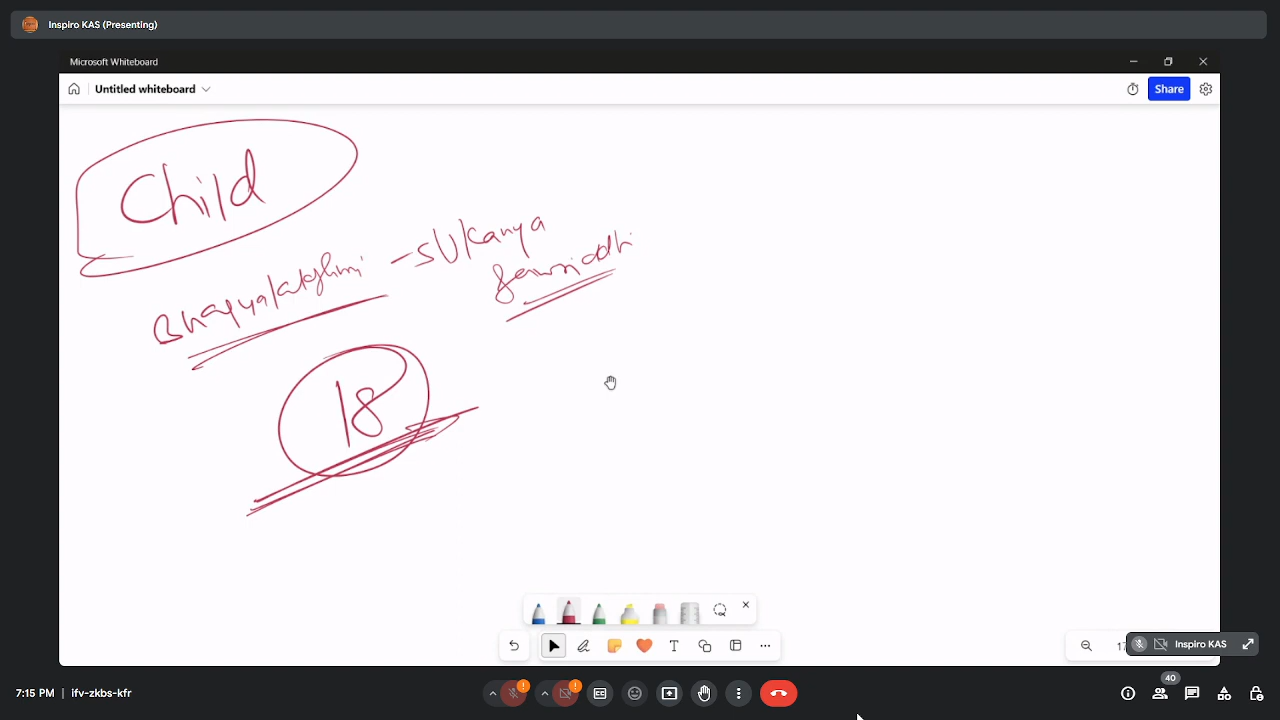 Inspiro KAS (Presenting)
Microsoft Whiteboard
Untitled whiteboard
Share
Child
Bhagyalakshmi - SUkanya
Samriddhi
18
T
Inspiro KAS
40
7:15 PM | ifv-zkbs-kfr